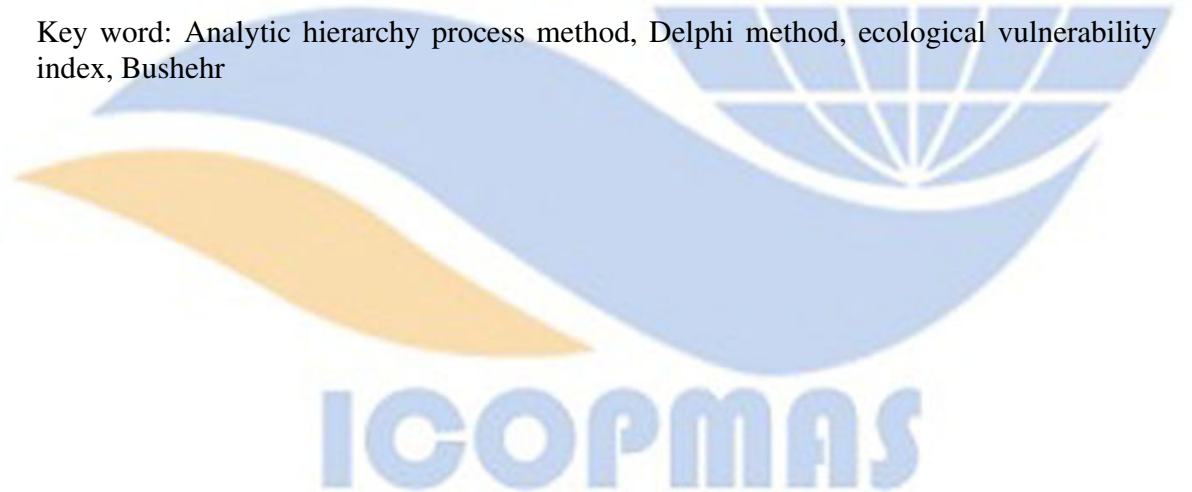 Key word: Analytic hierarchy process method, Delphi method, ecological vulnerability
index, Bushehr
ICOPMAS